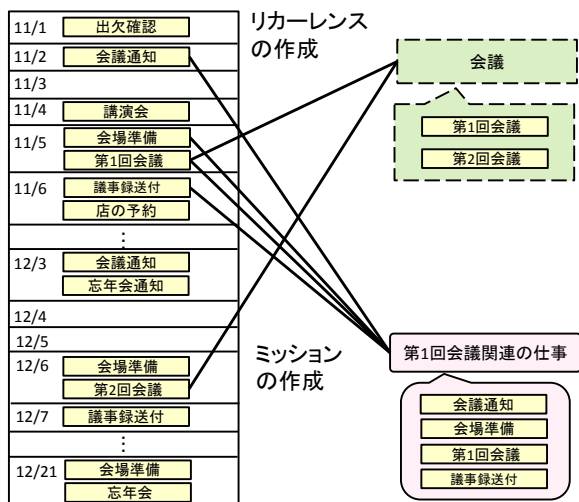 リカーレンス
の作成
11/1 出欠確認
11/2 会議通知
11/3
11/4 講演会
11/5 会場準備
第1回会議
11/6 議事録送付
店の予約
⋮
12/3 会議通知
忘年会通知
12/4
12/5
12/6 会場準備
第2回会議
12/7 議事録送付
⋮
12/21 会場準備
忘年会
会議
第1回会議
第2回会議
ミッション
の作成
第1回会議関連の仕事
会議通知
会場準備
第1回会議
議事録送付